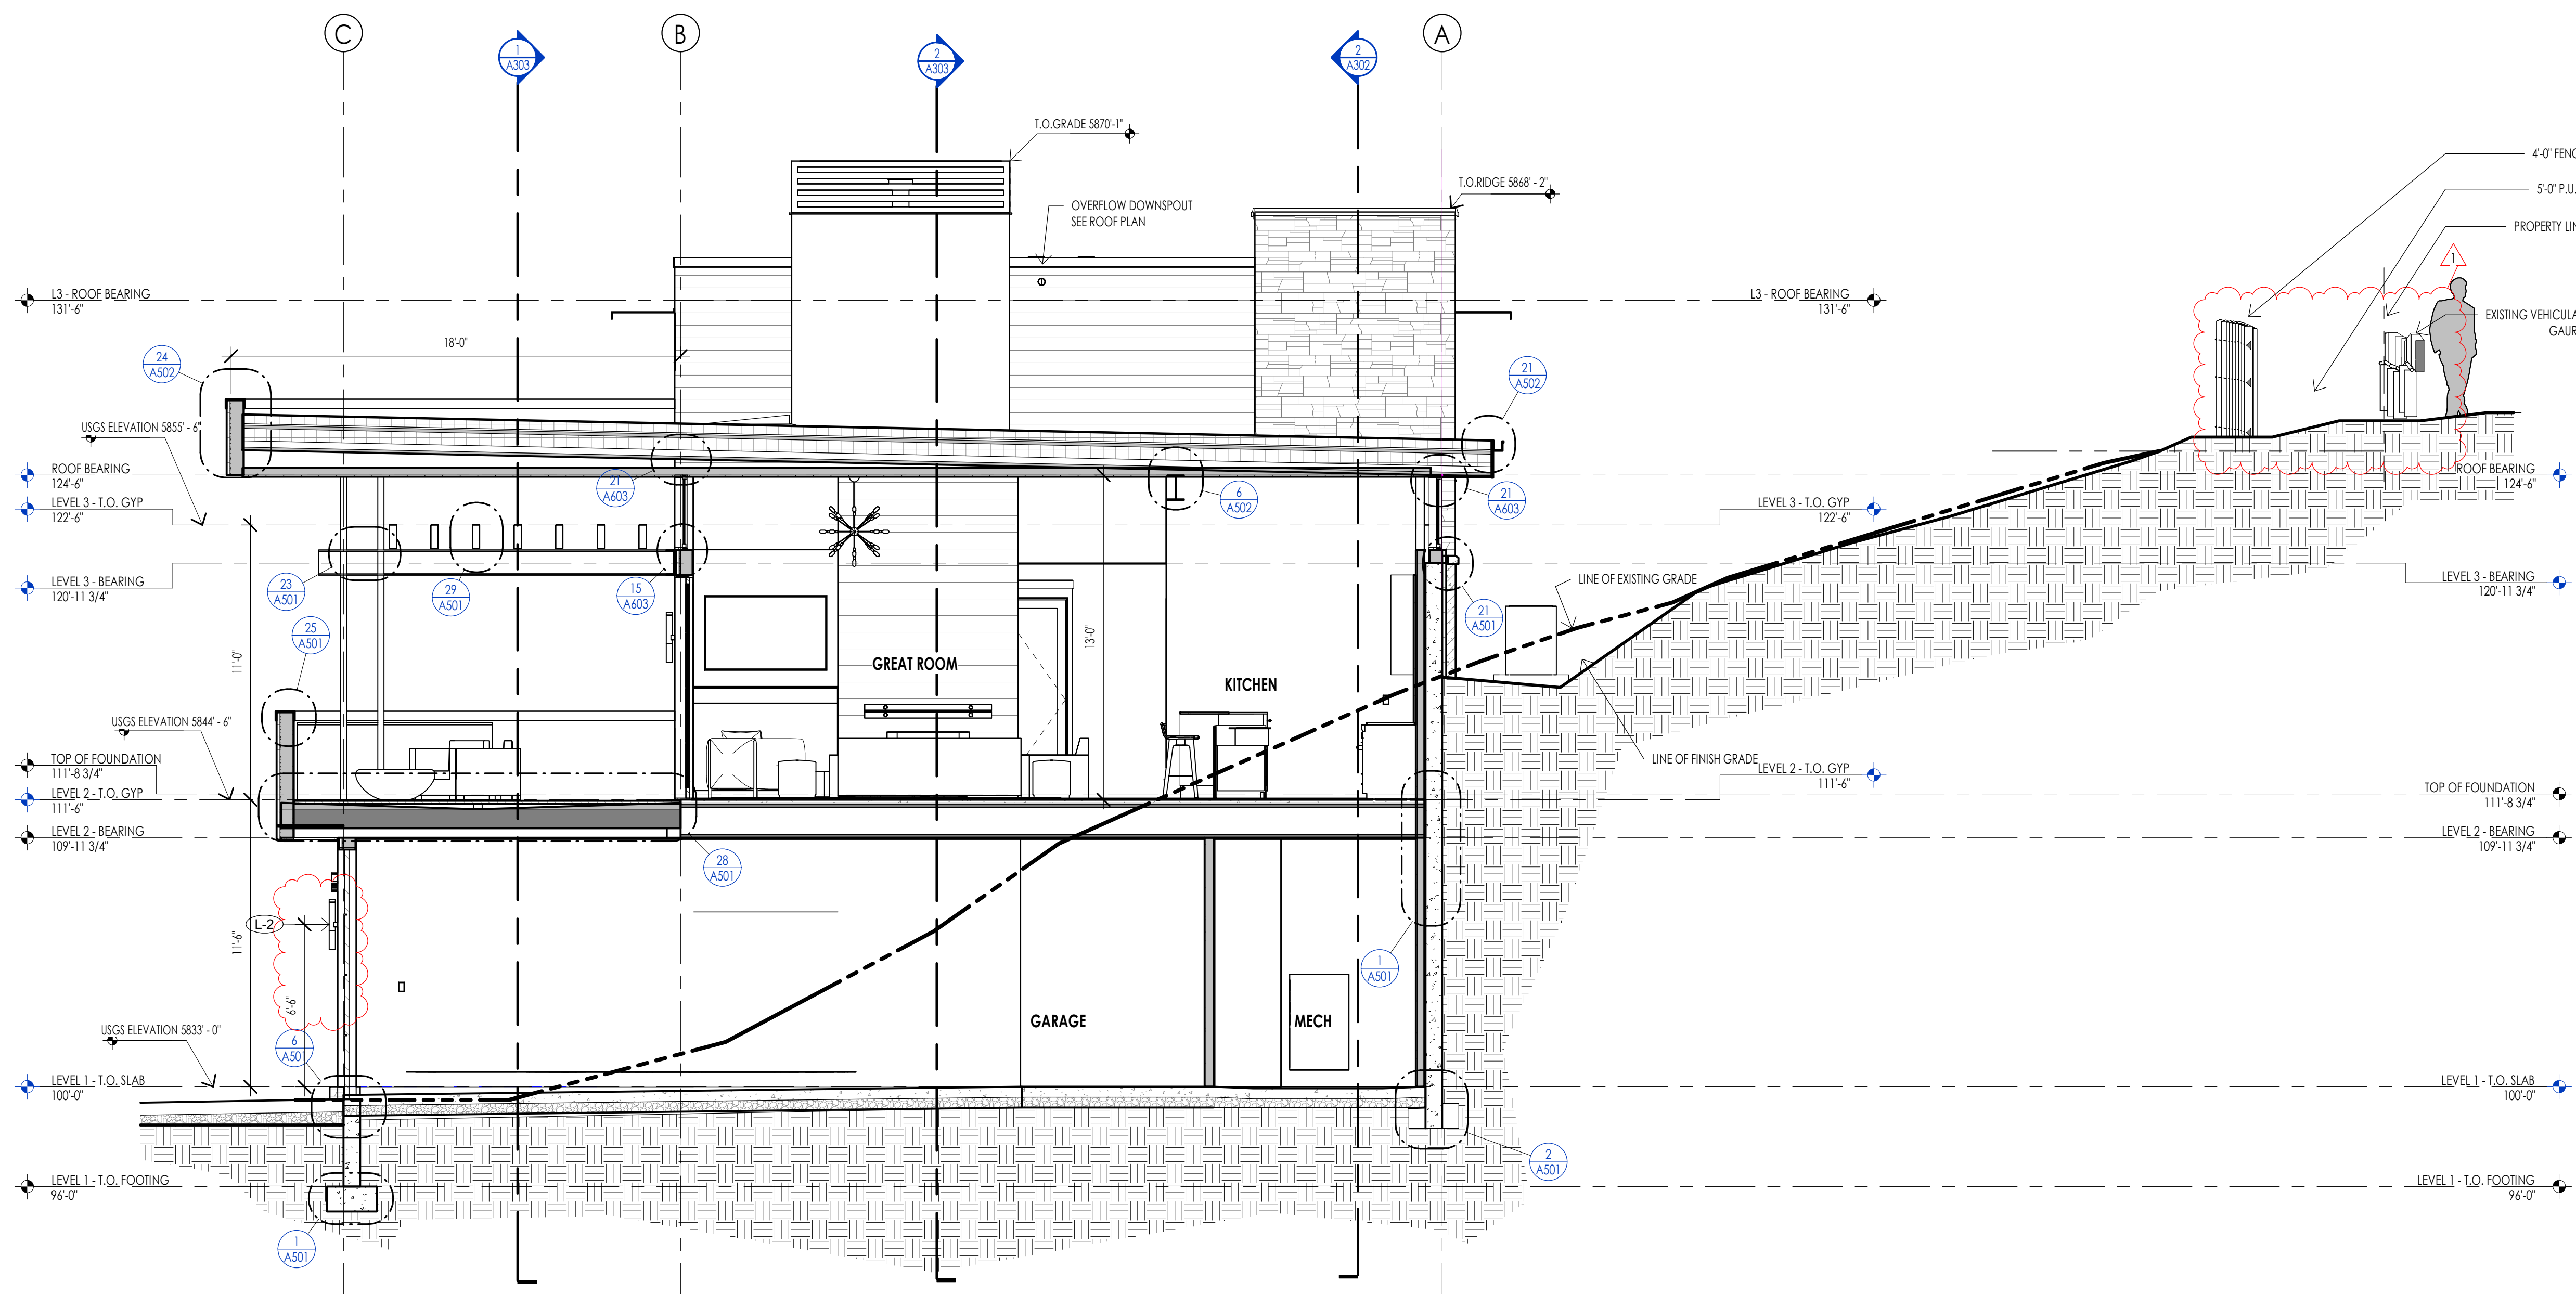 C
B
A
1
A303
2
A303
2
A302
T.O.GRADE 5870'-1"
T.O.RIDGE 5868' - 2"
OVERFLOW DOWNSPOUT
SEE ROOF PLAN
4'-0" FENC
5'-0" P.U.
PROPERTY LIN
1
EXISTING VEHICULA
GAUR
L3 - ROOF BEARING
131'-6"
L3 - ROOF BEARING
131'-6"
18'-0"
24
A502
21
A502
USGS ELEVATION 5855' - 6"
ROOF BEARING
124'-6"
ROOF BEARING
124'-6"
21
A603
6
A502
21
A603
LEVEL 3 - T.O. GYP
122'-6"
LEVEL 3 - T.O. GYP
122'-6"
LEVEL 3 - BEARING
120'-11 3/4"
LEVEL 3 - BEARING
120'-11 3/4"
23
A501
29
A501
15
A603
21
A501
LINE OF EXISTING GRADE
25
A501
11'-0"
13'-0"
GREAT ROOM
KITCHEN
USGS ELEVATION 5844' - 6"
LINE OF FINISH GRADE
TOP OF FOUNDATION
111'-8 3/4"
LEVEL 2 - T.O. GYP
111'-6"
LEVEL 2 - T.O. GYP
111'-6"
TOP OF FOUNDATION
111'-8 3/4"
LEVEL 2 - BEARING
109'-11 3/4"
LEVEL 2 - BEARING
109'-11 3/4"
28
A501
L-2
11'-6"
6'-6"
1
A501
GARAGE
MECH
USGS ELEVATION 5833' - 0"
6
A501
LEVEL 1 - T.O. SLAB
100'-0"
LEVEL 1 - T.O. SLAB
100'-0"
2
A501
LEVEL 1 - T.O. FOOTING
96'-0"
LEVEL 1 - T.O. FOOTING
96'-0"
1
A501